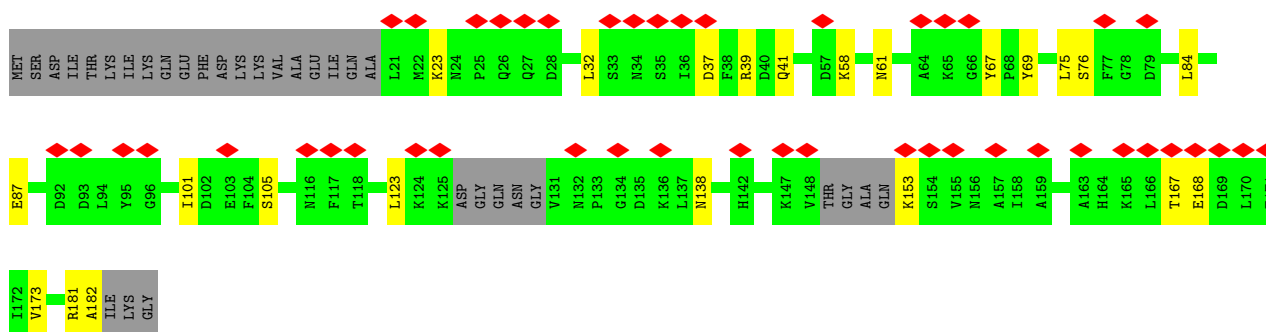 MET SER ASP ILE THR LYS ILE LYS GLN GLU PHE ASP LYS LYS VAL ALA GLU ILE GLN ALA L21 M22 K23 N24 P25 Q26 Q27 D28 L32 S33 N34 S35 I36 D37 F38 R39 D40 Q41 D57 K58 N61 A64 K65 G66 Y67 P68 Y69 L75 S76 F77 G78 D79 L84
E87 D92 D93 L94 Y95 G96 I101 D102 E103 F104 S105 N116 F117 T118 L123 K124 K125 ASP GLY GLN ASN GLY V131 N132 P133 G134 D135 K136 L137 N138 H142 K147 V148 THR GLY ALA GLN K153 S154 V155 N156 A157 I158 A159 A163 H164 K165 L166 T167 E168 D169 L170
I172 V173 R181 A182 ILE LYS GLY